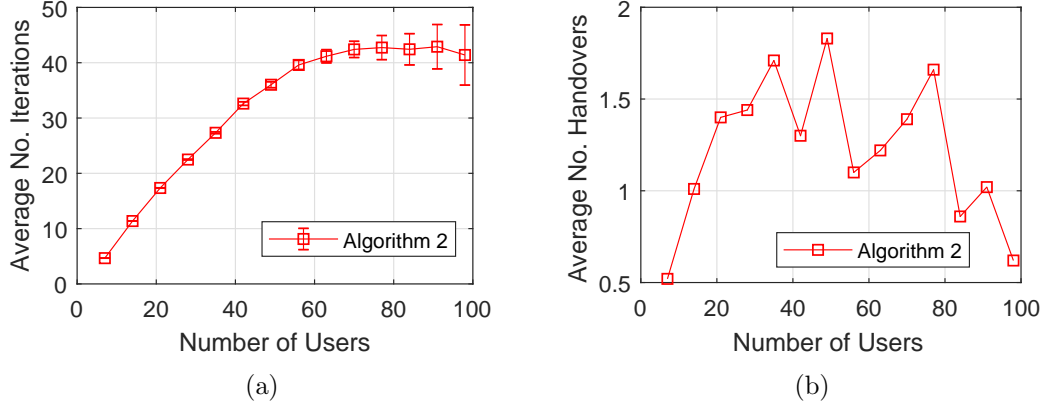 Average No. Iterations
50
40
30
20
10
0
0 20 40 60 80 100
Number of Users
Algorithm 2
(a)
Average No. Handovers
2
1.5
1
0.5
0 20 40 60 80 100
Number of Users
Algorithm 2
(b)